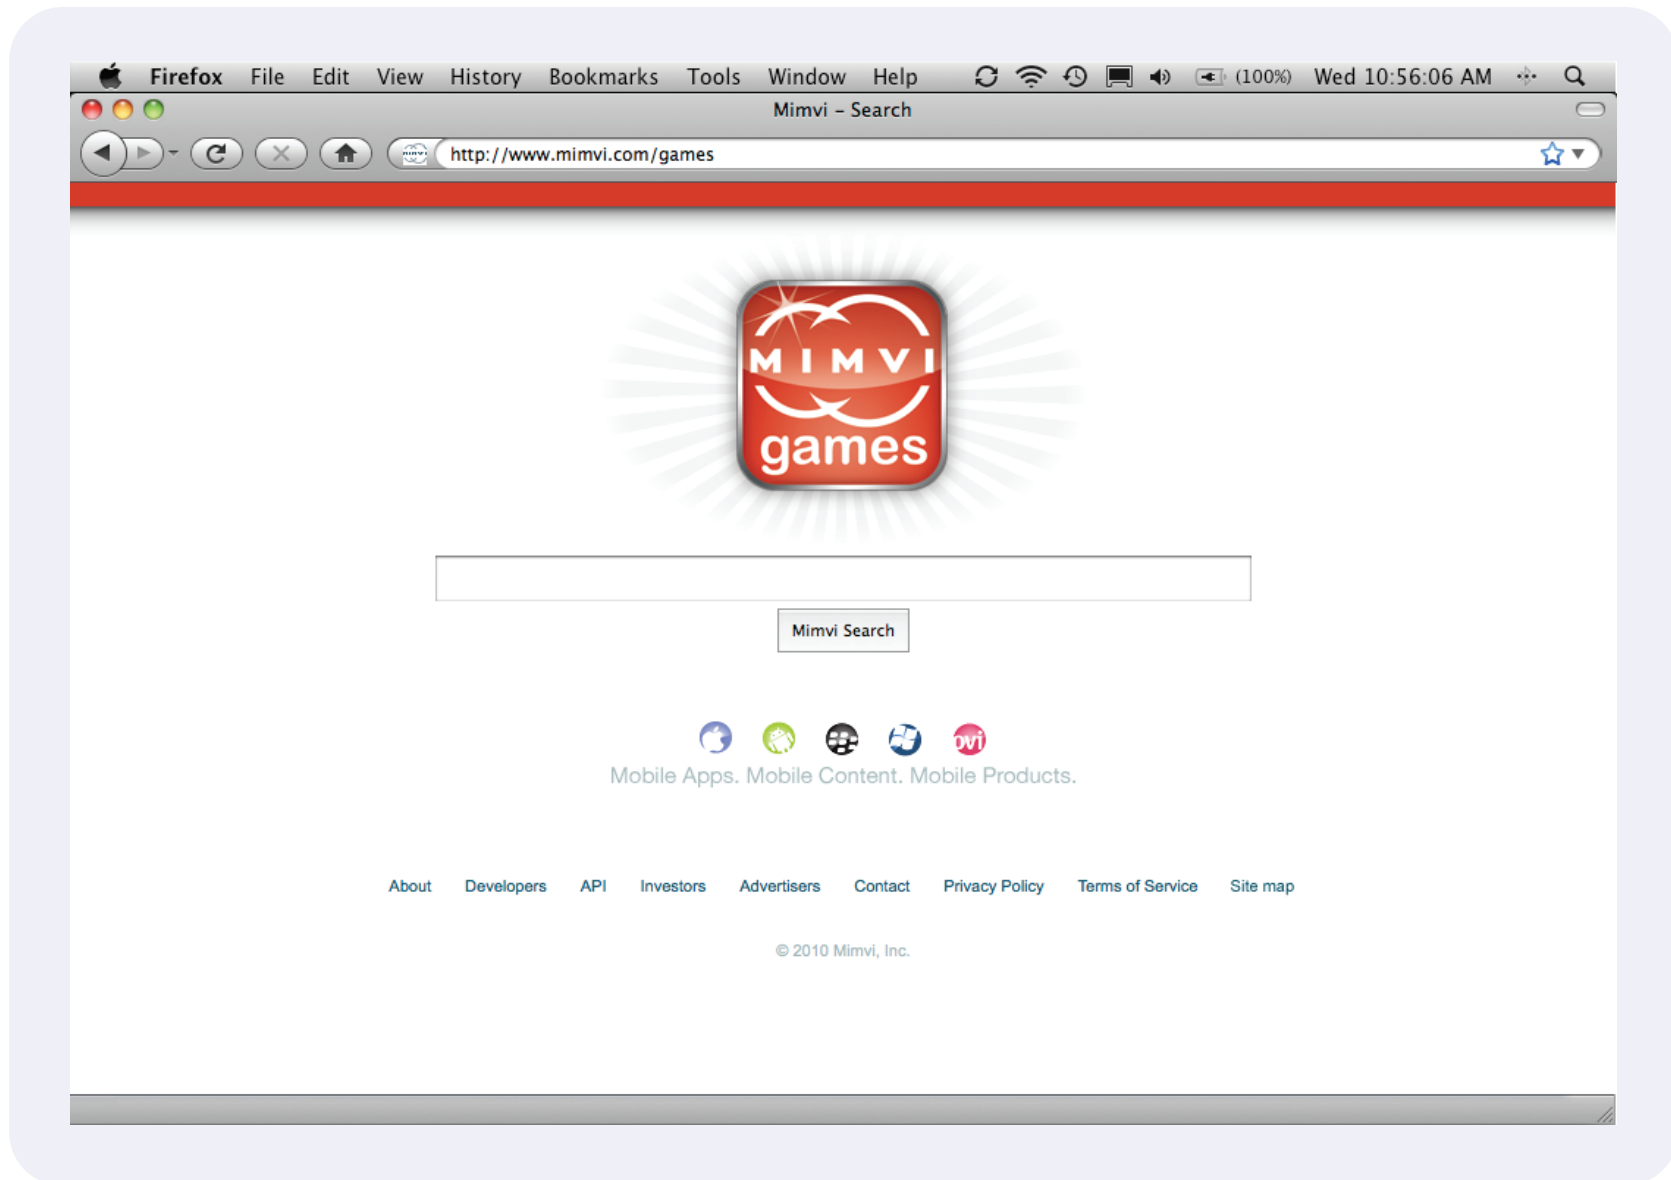 Firefox File Edit View History Bookmarks Tools Window Help (100%) Wed 10:56:06 AM
Mimvi – Search
http://www.mimvi.com/games
MIMVI
games
Mimvi Search
ovi
Mobile Apps. Mobile Content. Mobile Products.
About Developers API Investors Advertisers Contact Privacy Policy Terms of Service Site map
© 2010 Mimvi, Inc.